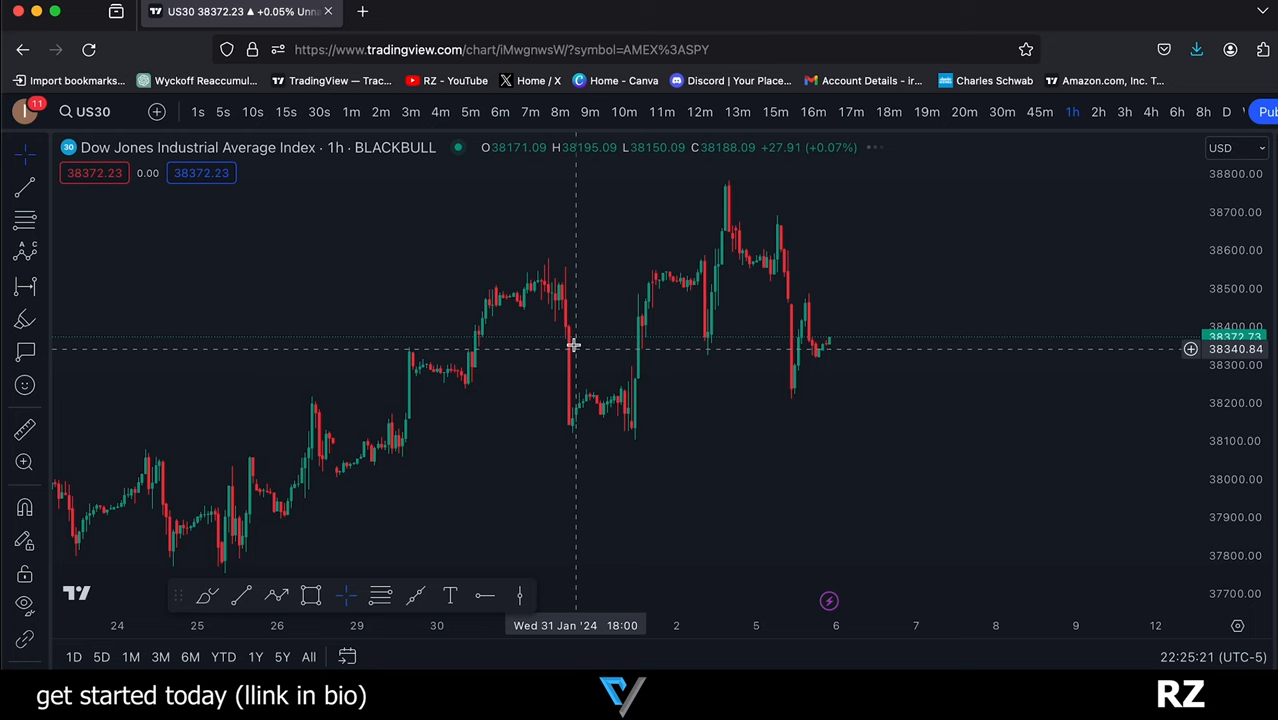 US30 38372.23 ▲ +0.05% Unna
https://www.tradingview.com/chart/iMwgnwsW/?symbol=AMEX%3ASPY
Import bookmarks... Wyckoff Reaccumul... TradingView — Trac... RZ - YouTube Home / X Home - Canva Discord | Your Place... Account Details - ir... Charles Schwab Amazon.com, Inc. T...
I 11 US30 1s 5s 10s 15s 30s 1m 2m 3m 4m 5m 6m 7m 8m 9m 10m 11m 12m 13m 15m 16m 17m 18m 19m 20m 30m 45m 1h 2h 3h 4h 6h 8h D Pub
30 Dow Jones Industrial Average Index · 1h · BLACKBULL O38171.09 H38195.09 L38150.09 C38188.09 +27.91 (+0.07%) USD
38372.23 0.00 38372.23
38800.00
38700.00
38600.00
38500.00
38400.00
38372.73
38340.84
38300.00
38200.00
38100.00
38000.00
37900.00
37800.00
37700.00
24 25 26 29 30 Wed 31 Jan '24 18:00 2 5 6 7 8 9 12
1D 5D 1M 3M 6M YTD 1Y 5Y All 22:25:21 (UTC-5)
get started today (llink in bio) RZ